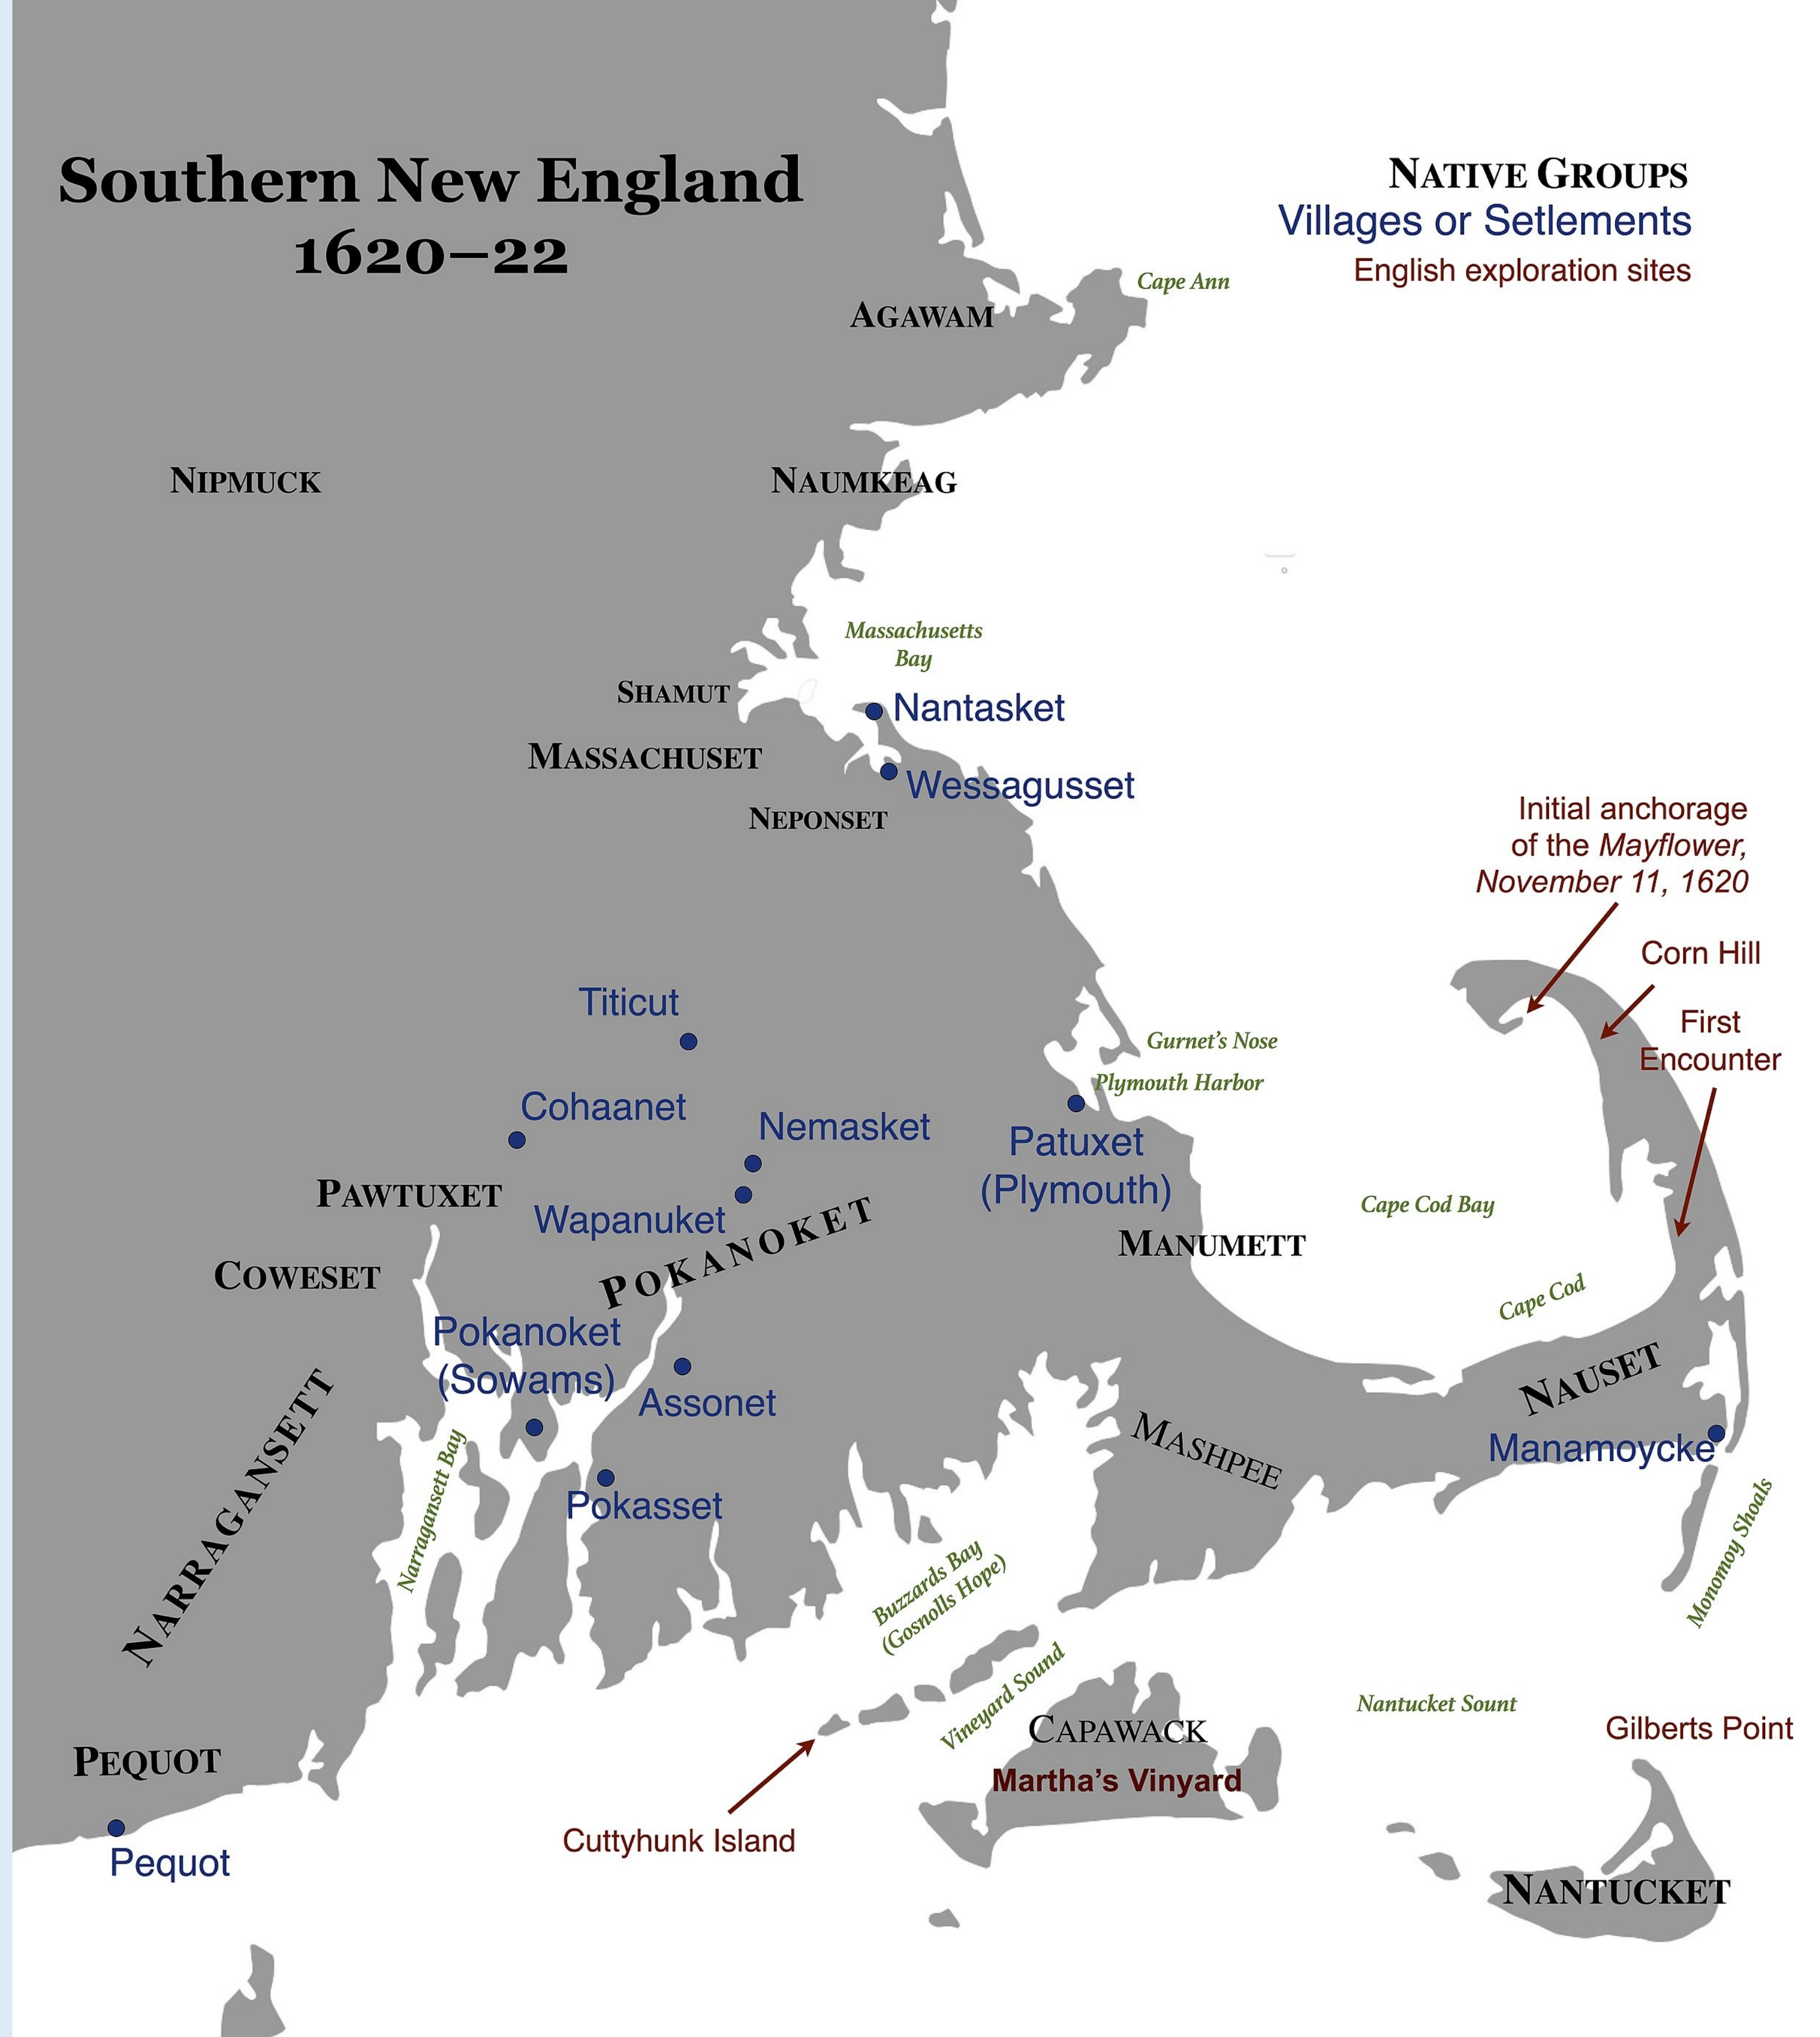 Southern New England
1620–22
NATIVE GROUPS
Villages or Setlements
English exploration sites
Cape Ann
AGAWAM
NIPMUCK
NAUMKEAG
Massachusetts
Bay
SHAMUT
Nantasket
MASSACHUSET
Wessagusset
NEPONSET
Initial anchorage
of the Mayflower,
November 11, 1620
Corn Hill
First
Encounter
Titicut
Gurnet's Nose
Plymouth Harbor
Cohaanet
Nemasket
Patuxet
(Plymouth)
PAWTUXET
Wapanuket
POKANOKET
Cape Cod Bay
MANUMETT
COWESET
Cape Cod
Pokanoket
(Sowams)
Assonet
NAUSET
Manamoycke
MASHPEE
NARRAGANSETT
Narragansett Bay
Pokasset
Monomoy Shoals
Buzzards Bay
(Gosnolls Hope)
Vineyard Sound
Nantucket Sount
CAPAWACK
Martha's Vinyard
Gilberts Point
PEQUOT
Pequot
Cuttyhunk Island
NANTUCKET